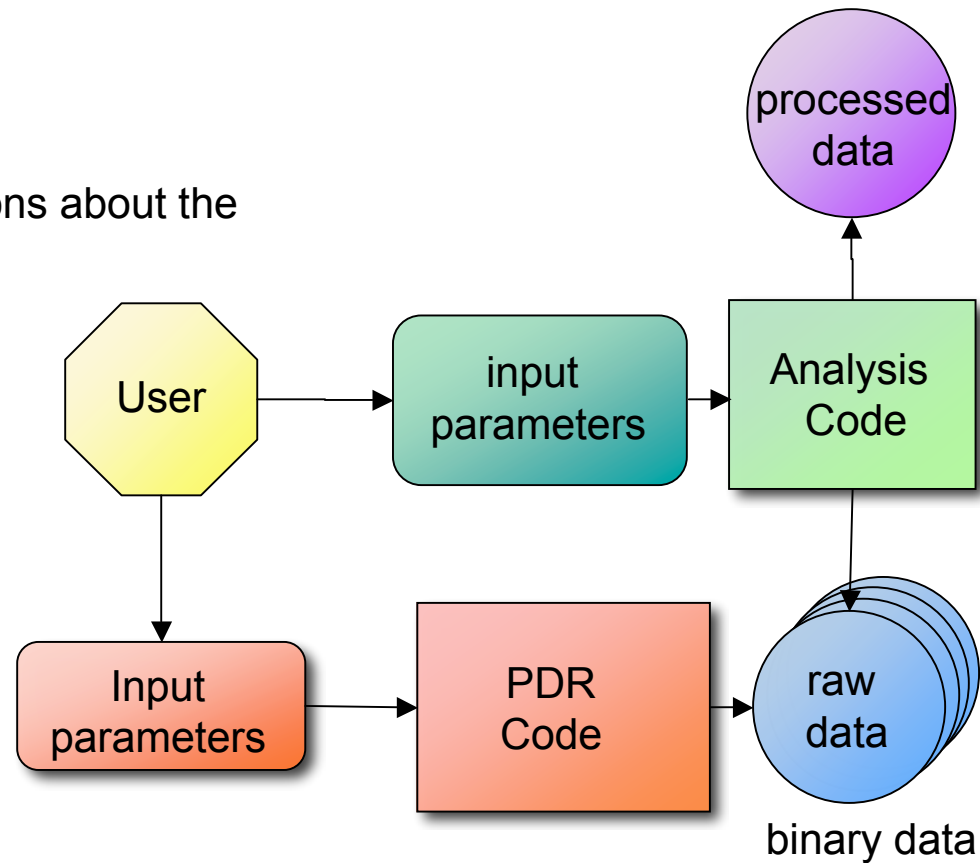 processed
data
ons about the
User
input
parameters
Analysis
Code
Input
parameters
PDR
Code
raw
data
binary data